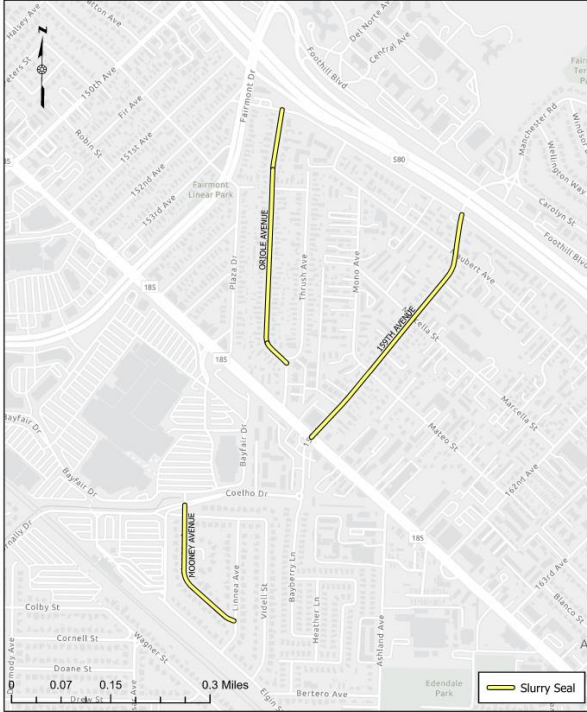 Halsey Ave
150th Ave
Fir Ave
Robin St
151st Ave
152nd Ave
153rd Ave
Fairmont Dr
Foothill Blvd
Del Norte Ave
Central Ave
Manchester Rd
Wellington Way
Carolyn St
Foothill Blvd
580
Fairmont
Linear Park
Plaza Dr
ORIOLE AVENUE
Thrush Ave
Mono Ave
Maubert Ave
Marcella St
159TH AVENUE
185
185
Mateo St
Marcella St
162nd Ave
163rd Ave
Blanco St
185
Bayfair Dr
Bayfair Dr
Bayfair Dr
Coelho Dr
MOONEY AVENUE
Linnea Ave
Videll St
Bayberry Ln
Heather Ln
Ashland Ave
Colby St
Cornell St
Doane St
Drew St
Wagner St
Elgin St
Bertero Ave
Edendale
Park
N
0 0.07 0.15 0.3 Miles
Slurry Seal